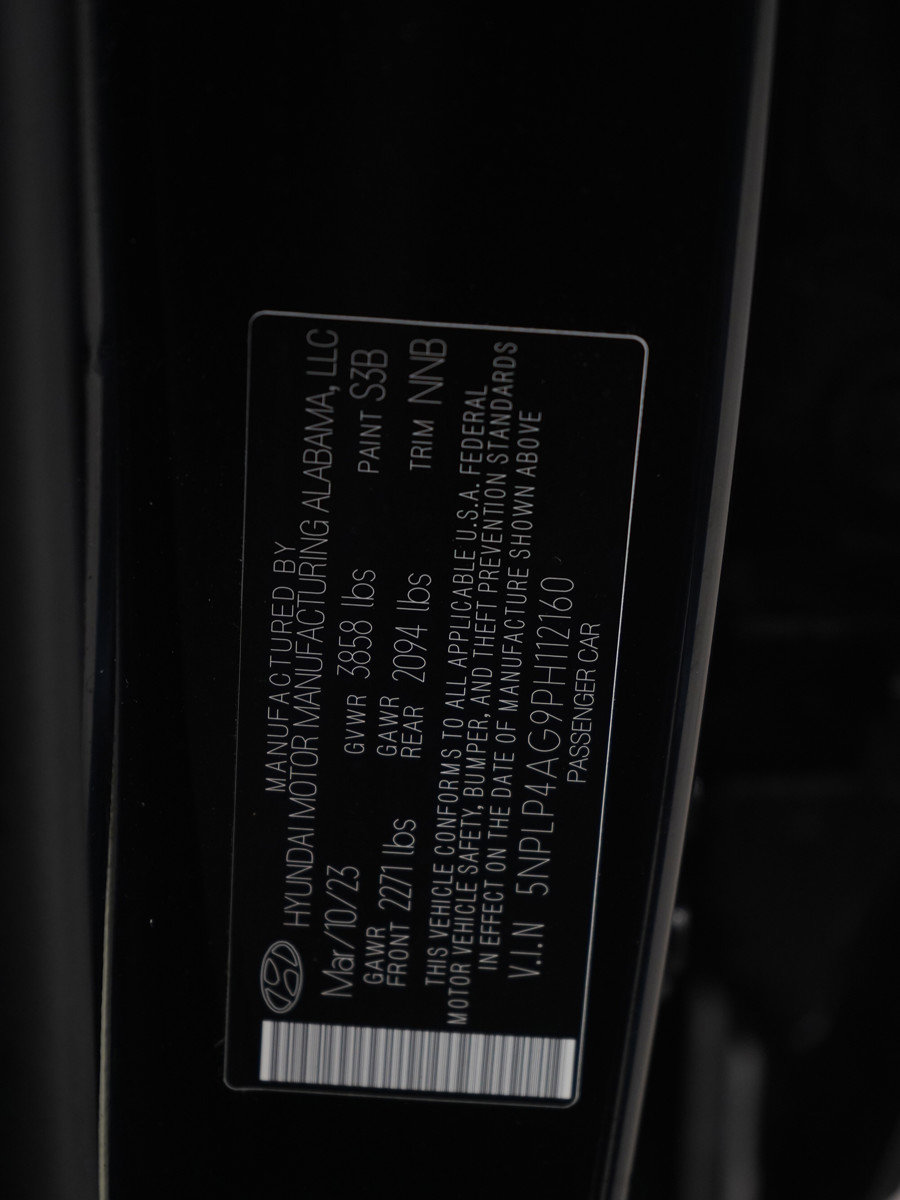 MANUFACTURED BY
HYUNDAI MOTOR MANUFACTURING ALABAMA, LLC
Mar/10/23 GVWR 3858 lbs PAINT S3B
GAWR FRONT 2271 lbs GAWR REAR 2094 lbs TRIM NNB
THIS VEHICLE CONFORMS TO ALL APPLICABLE U.S.A. FEDERAL
MOTOR VEHICLE SAFETY, BUMPER, AND THEFT PREVENTION STANDARDS
IN EFFECT ON THE DATE OF MANUFACTURE SHOWN ABOVE
V.I.N 5NPLP4AG9PH112160
PASSENGER CAR